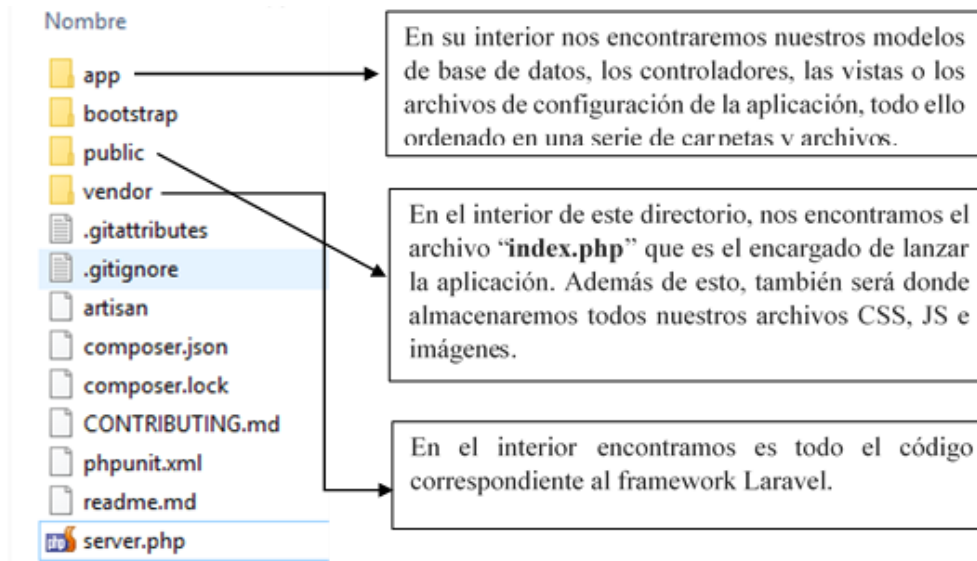 Nombre
app
bootstrap
public
vendor
.gitattributes
.gitignore
artisan
composer.json
composer.lock
CONTRIBUTING.md
phpunit.xml
readme.md
php server.php
En su interior nos encontraremos nuestros modelos
de base de datos, los controladores, las vistas o los
archivos de configuración de la aplicación, todo ello
ordenado en una serie de carpetas y archivos.
En el interior de este directorio, nos encontramos el
archivo “index.php” que es el encargado de lanzar
la aplicación. Además de esto, también será donde
almacenaremos todos nuestros archivos CSS, JS e
imágenes.
En el interior encontramos es todo el código
correspondiente al framework Laravel.